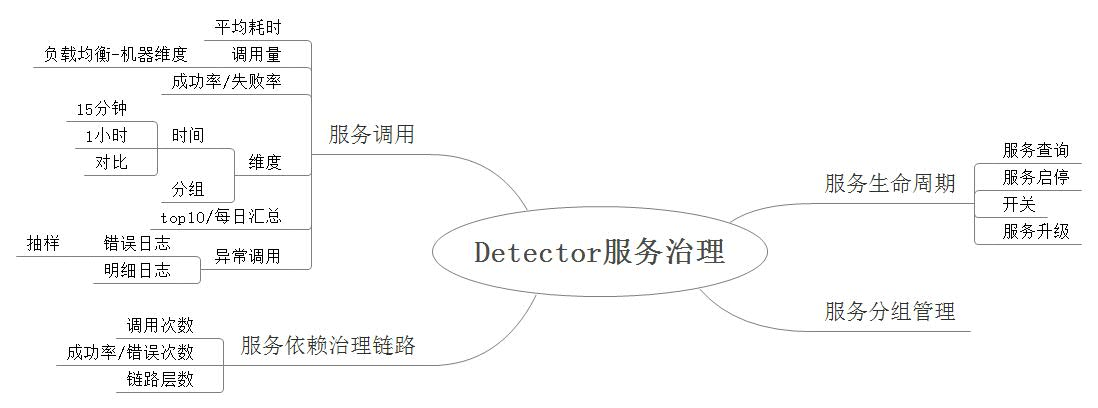 平均耗时
负载均衡-机器维度
调用量
成功率/失败率
15分钟
1小时
对比
时间
分组
维度
top10/每日汇总
抽样
错误日志
明细日志
异常调用
服务调用
调用次数
成功率/错误次数
链路层数
服务依赖治理链路
Detector服务治理
服务生命周期
服务查询
服务启停
开关
服务升级
服务分组管理